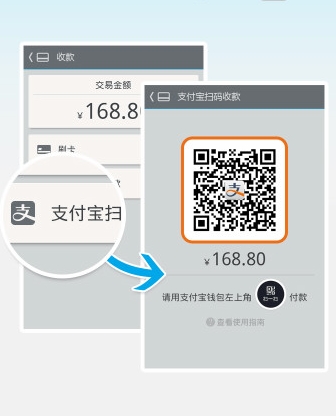 收款
交易金额
¥168.80
刷卡
支付宝扫
支付宝扫码收款
支
¥168.80
请用支付宝钱包左上角 扫一扫 付款
查看使用指南